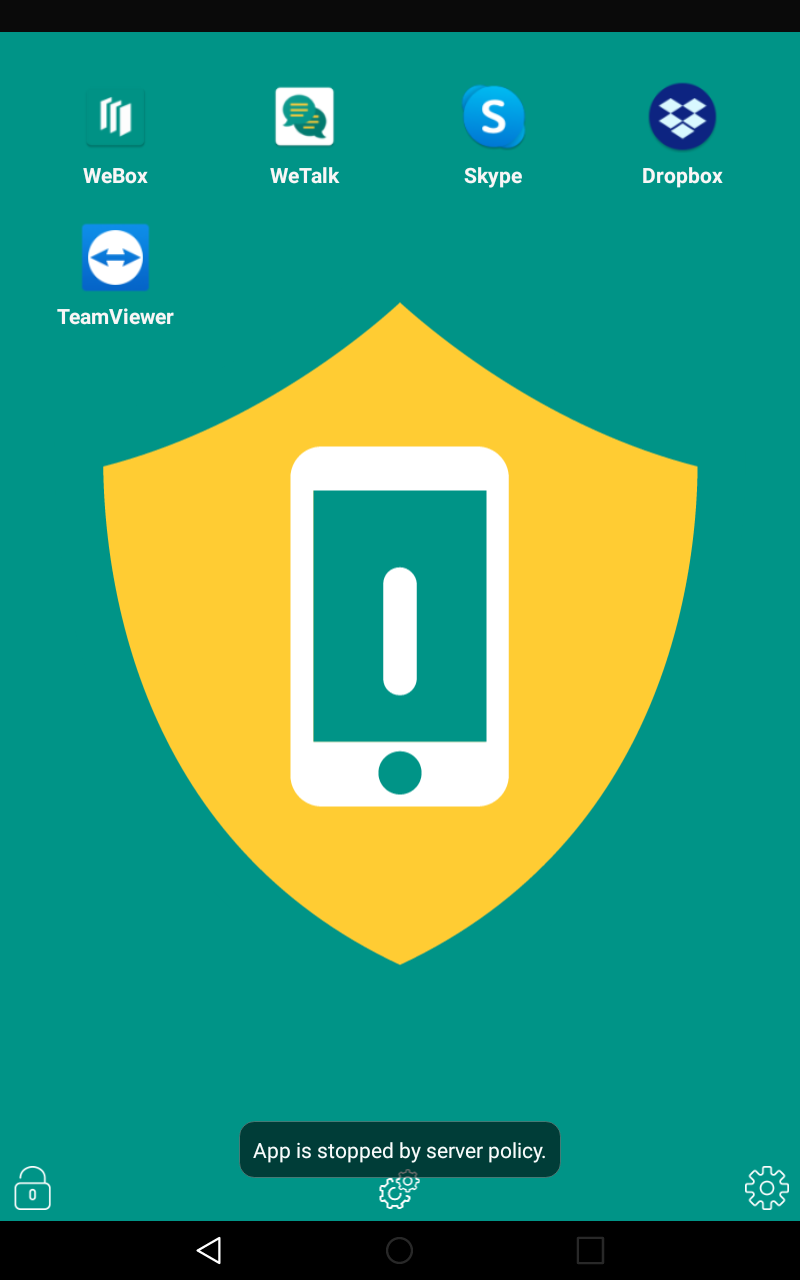 WeBox
WeTalk
S
Skype
Dropbox
TeamViewer
App is stopped by server policy.
0